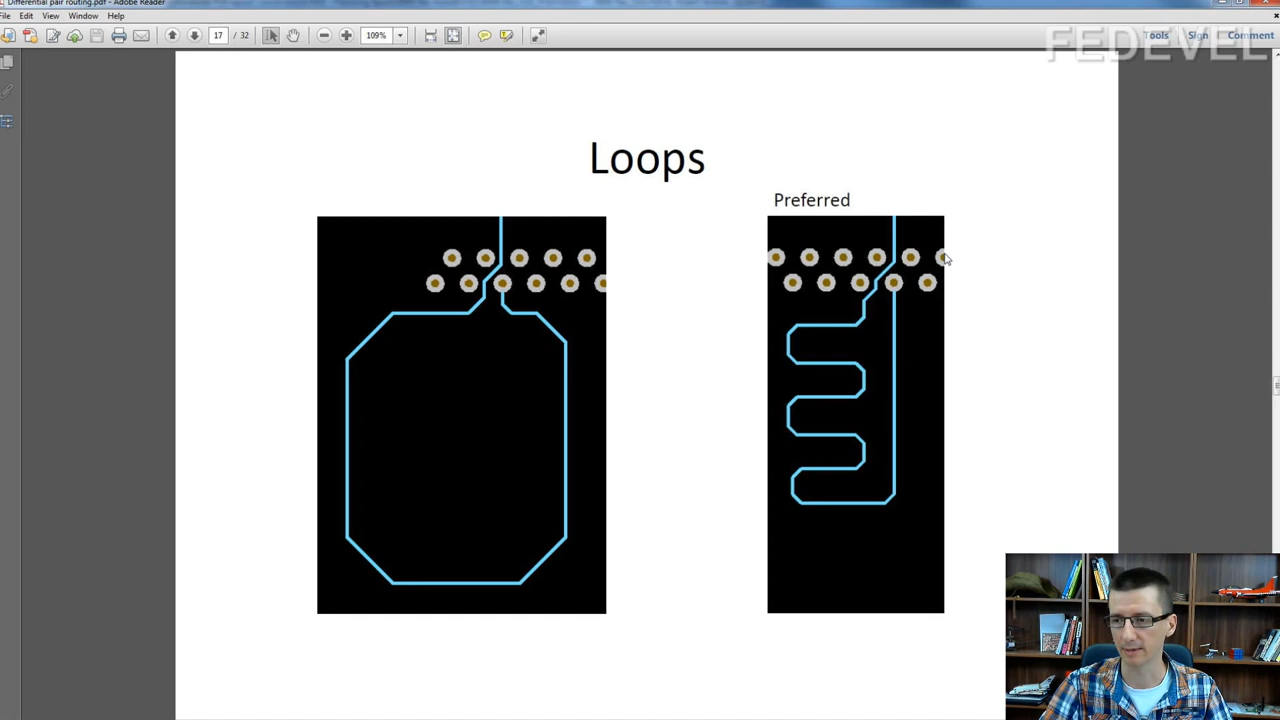 Differential pair routing.pdf - Adobe Reader
File Edit View Window Help
17 / 32 109% Tools Sign Comment
FEDEVEL
Loops
Preferred